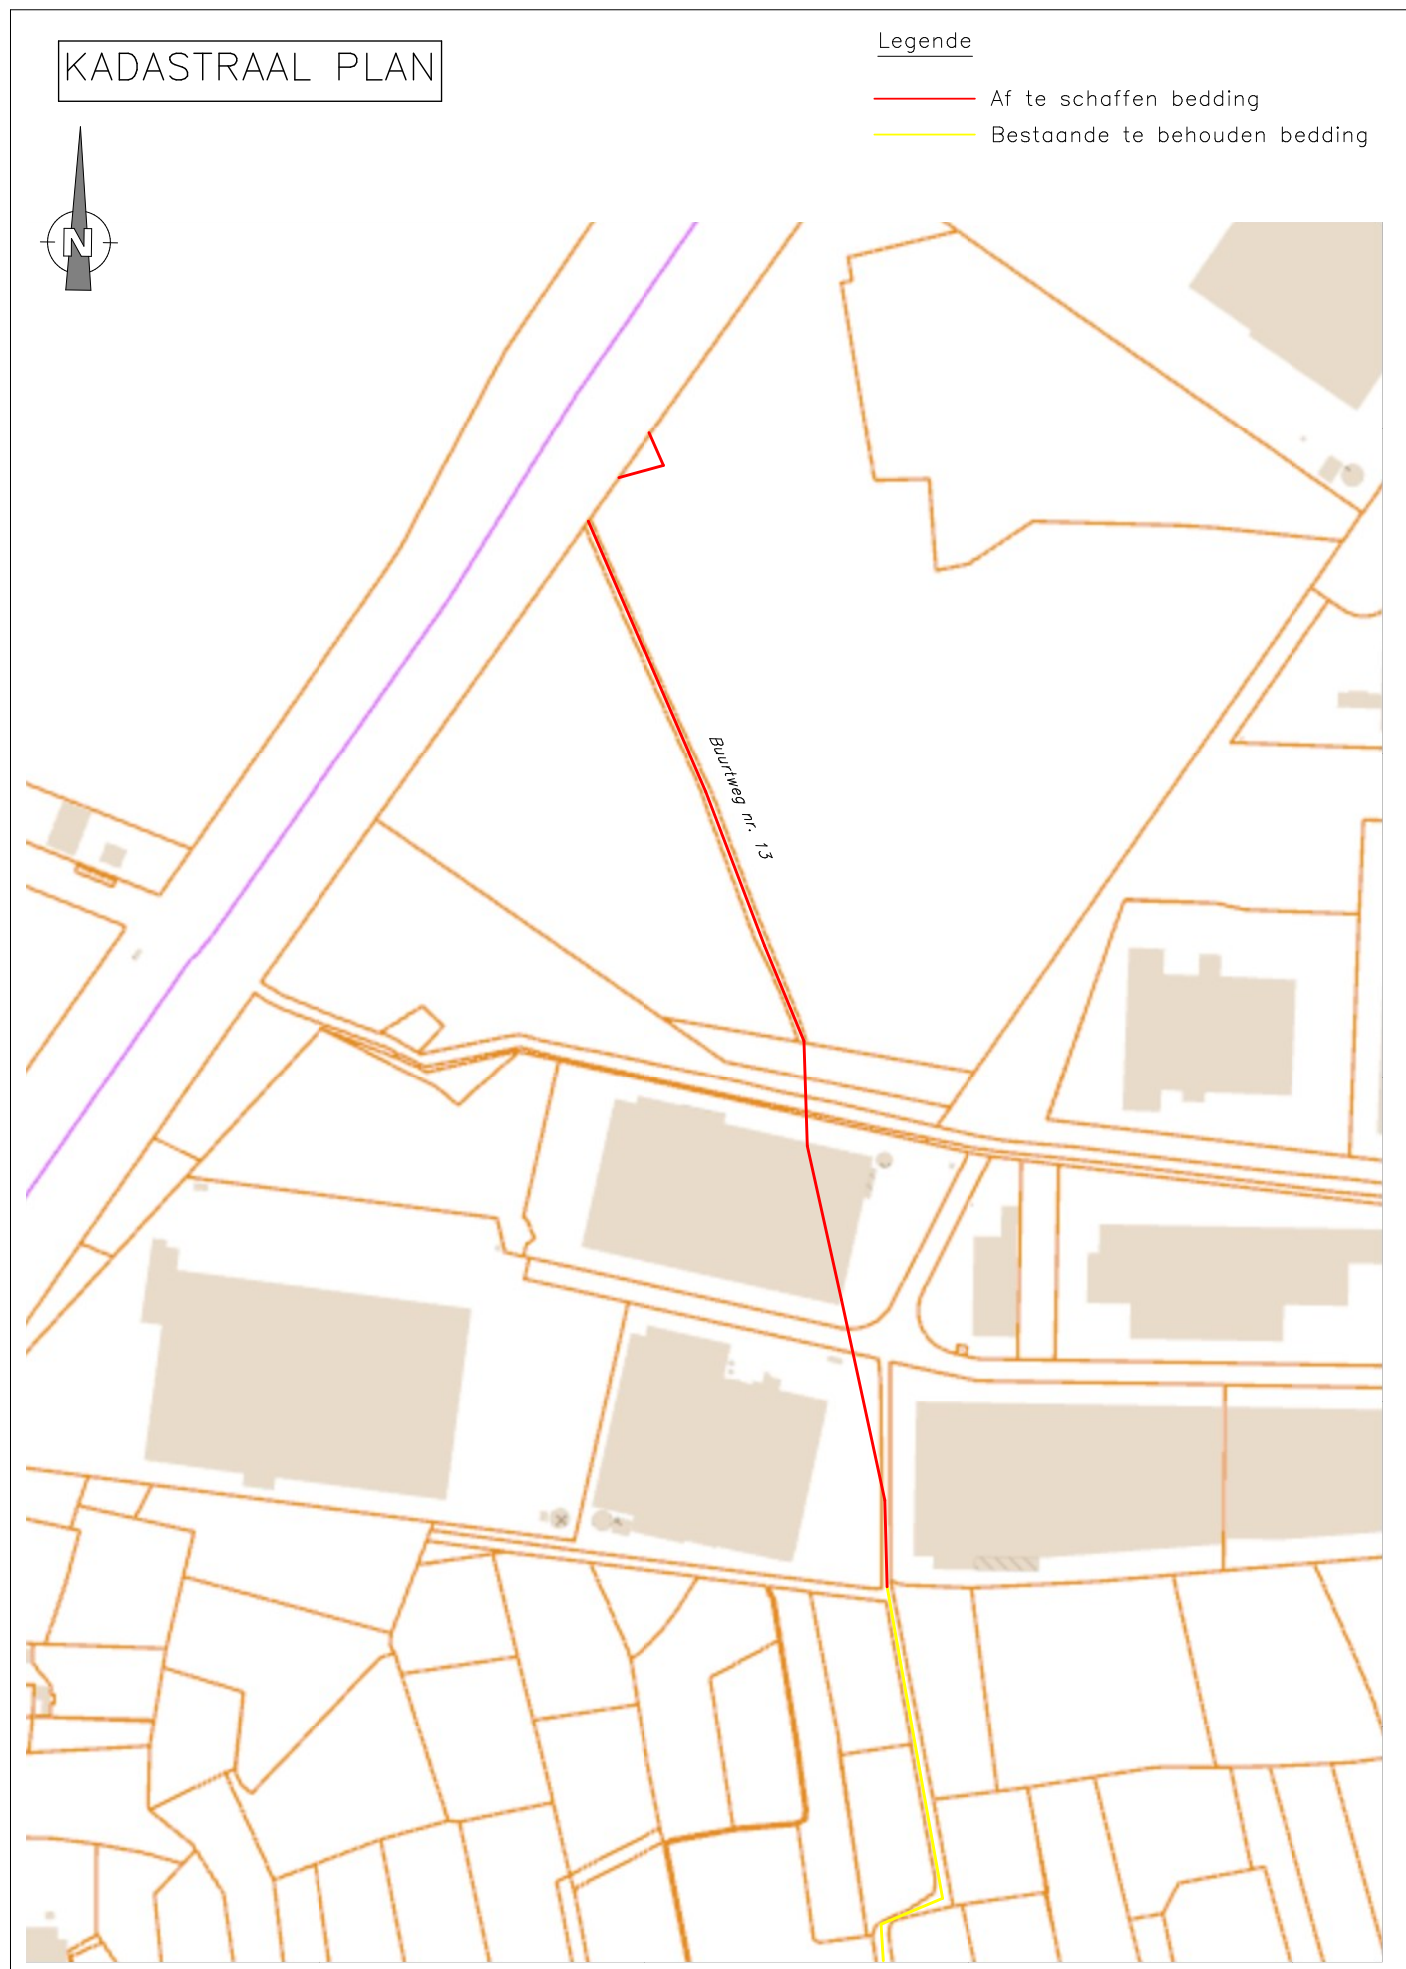 KADASTRAAL PLAN
Legende
Af te schaffen bedding
Bestaande te behouden bedding
N
Buurtweg nr. 13